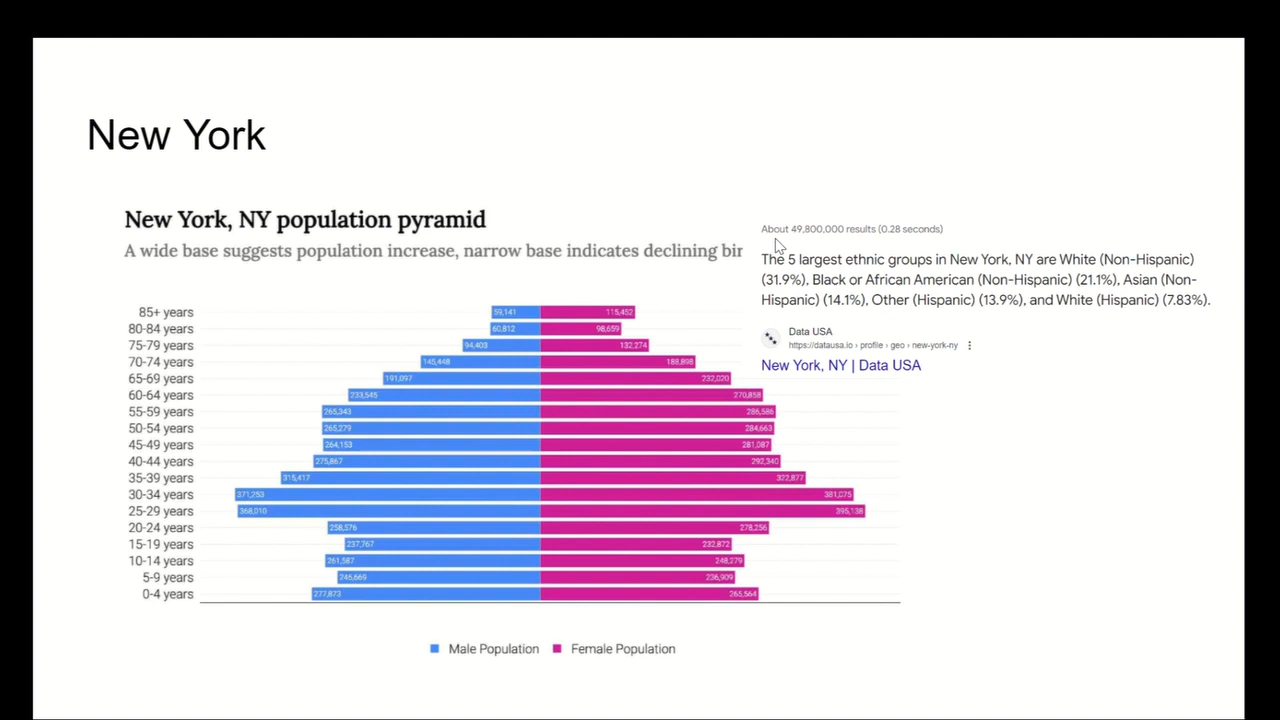 New York
New York, NY population pyramid
A wide base suggests population increase, narrow base indicates declining bir
About 49,800,000 results (0.28 seconds)
The 5 largest ethnic groups in New York, NY are White (Non-Hispanic)
(31.9%), Black or African American (Non-Hispanic) (21.1%), Asian (Non-
Hispanic) (14.1%), Other (Hispanic) (13.9%), and White (Hispanic) (7.83%).
Data USA
https://datausa.io › profile › geo › new-york-ny
New York, NY | Data USA
85+ years 59,141 115,452
80-84 years 60,812 98,659
75-79 years 94,403 132,274
70-74 years 145,448 188,898
65-69 years 191,097 232,020
60-64 years 233,545 270,858
55-59 years 265,343 286,586
50-54 years 265,279 284,663
45-49 years 264,153 281,087
40-44 years 275,867 292,340
35-39 years 315,417 322,877
30-34 years 371,253 381,075
25-29 years 368,010 395,138
20-24 years 258,576 278,256
15-19 years 237,767 232,872
10-14 years 261,587 248,279
5-9 years 246,669 236,909
0-4 years 277,873 265,564
Male Population Female Population